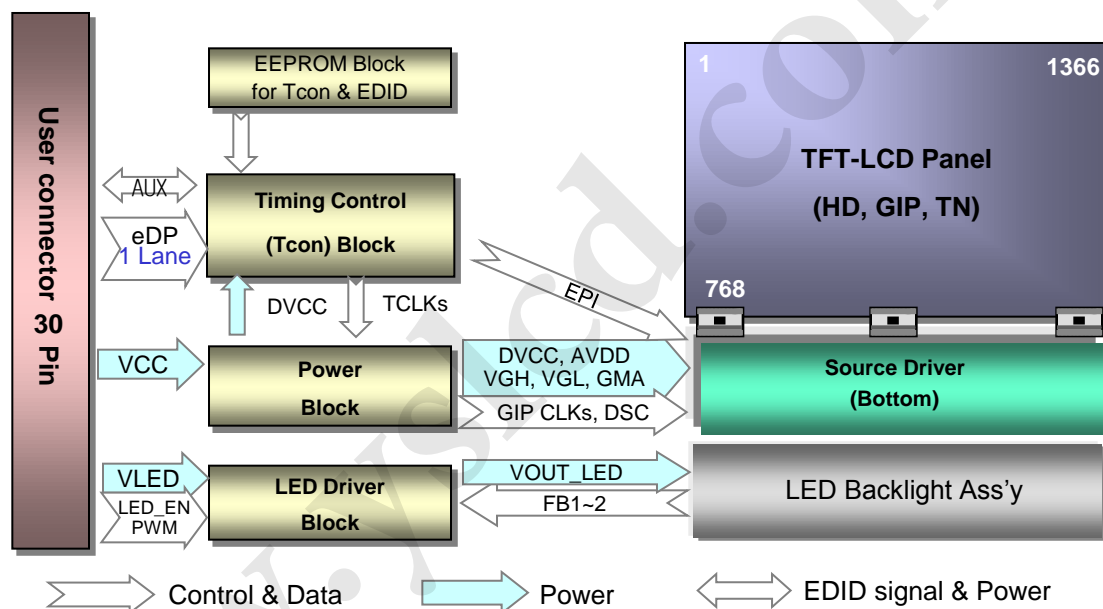 User connector 30 Pin
EEPROM Block
for Tcon & EDID
1
1366
TFT-LCD Panel
(HD, GIP, TN)
768
AUX
eDP
1 Lane
Timing Control
(Tcon) Block
DVCC
TCLKs
EPI
VCC
Power
Block
DVCC, AVDD
VGH, VGL, GMA
GIP CLKs, DSC
Source Driver
(Bottom)
VLED
LED_EN
PWM
LED Driver
Block
VOUT_LED
FB1~2
LED Backlight Ass'y
Control & Data
Power
EDID signal & Power
www.yslcd.com